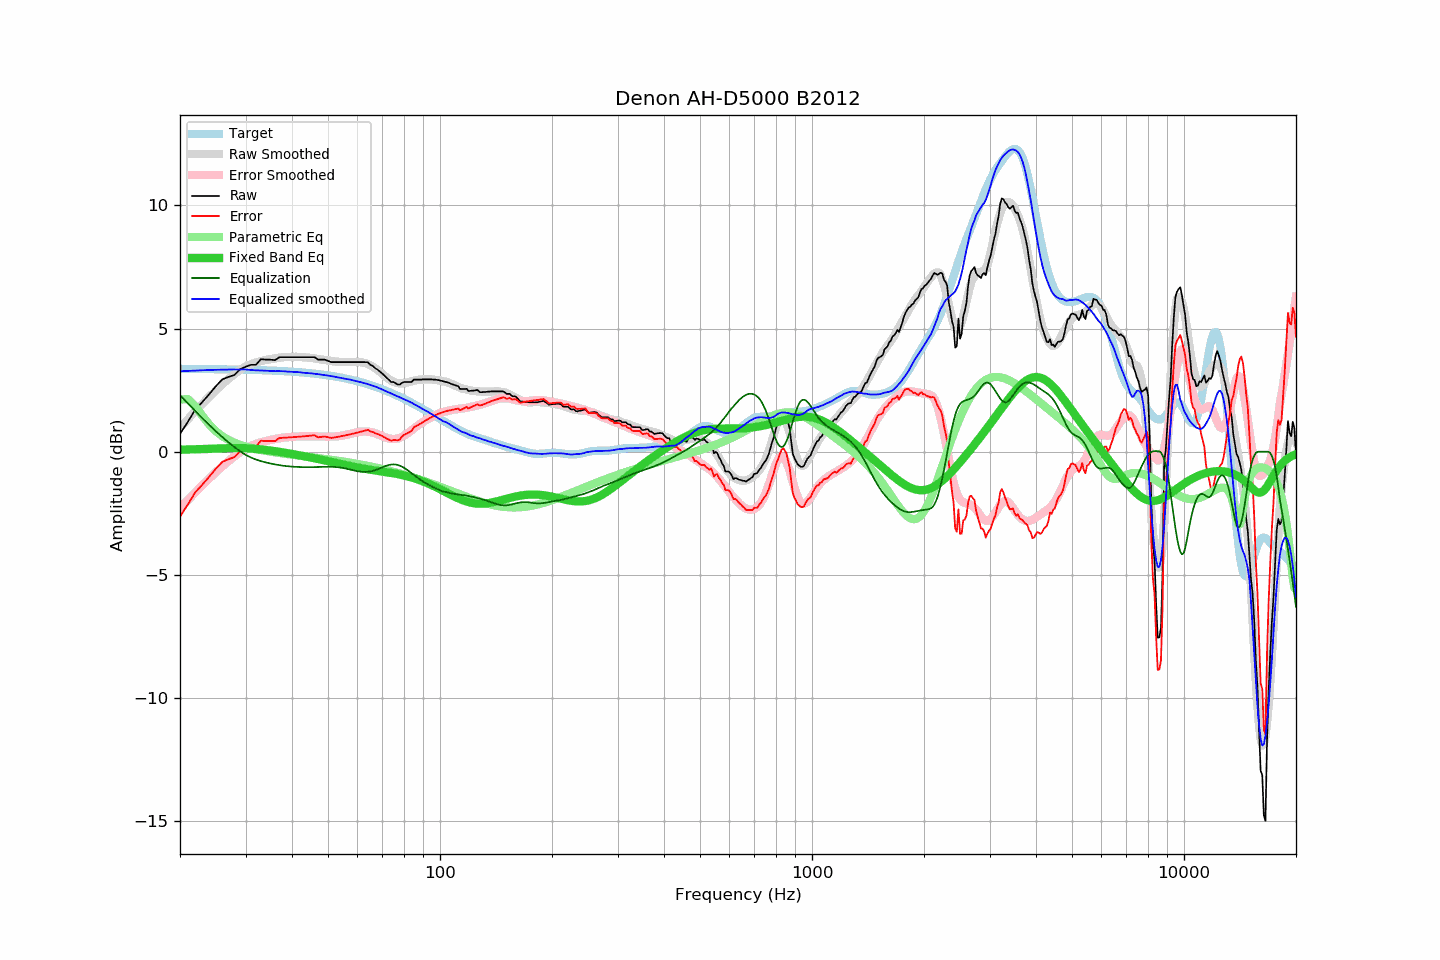 Denon AH-D5000 B2012
Target
Raw Smoothed
Error Smoothed
Raw
Error
Parametric Eq
Fixed Band Eq
Equalization
Equalized smoothed
Amplitude (dBr)
10
5
0
−5
−10
−15
100
1000
10000
Frequency (Hz)